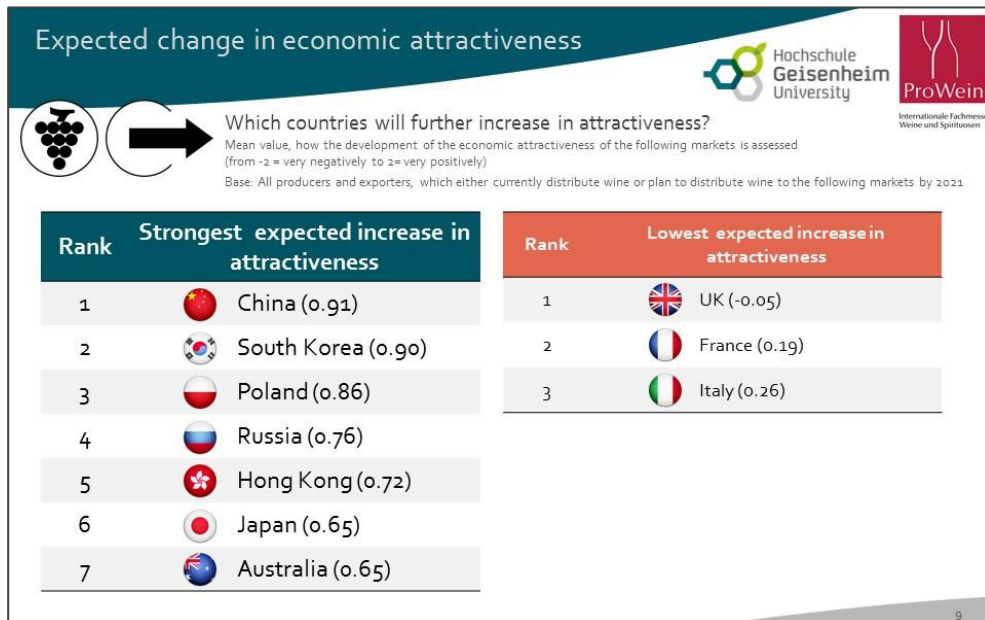 Expected change in economic attractiveness
Hochschule
Geisenheim
University
ProWein
Internationale Fachmesse
Weine und Spirituosen
Which countries will further increase in attractiveness?
Mean value, how the development of the economic attractiveness of the following markets is assessed
(from -2 = very negatively to 2= very positively)
Base: All producers and exporters, which either currently distribute wine or plan to distribute wine to the following markets by 2021
Rank Strongest expected increase in
attractiveness
1 China (0.91)
2 South Korea (0.90)
3 Poland (0.86)
4 Russia (0.76)
5 Hong Kong (0.72)
6 Japan (0.65)
7 Australia (0.65)
Rank Lowest expected increase in
attractiveness
1 UK (-0.05)
2 France (0.19)
3 Italy (0.26)
9